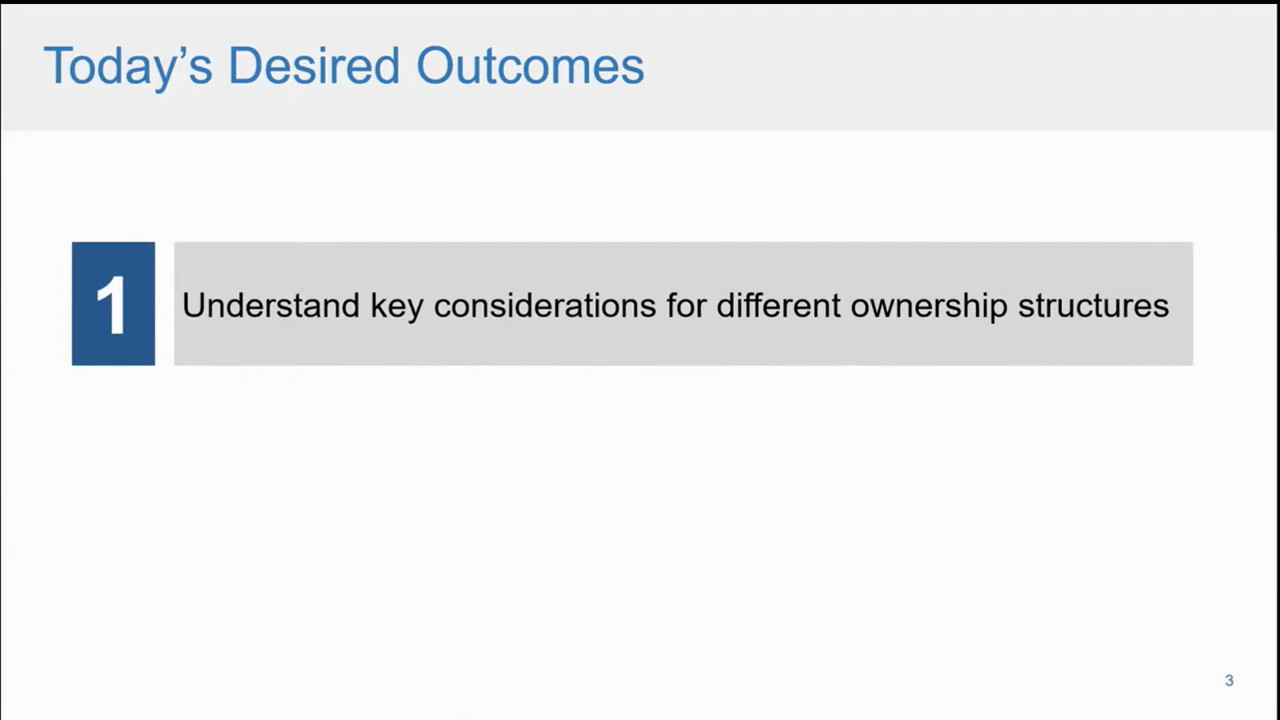 Today’s Desired Outcomes
1
Understand key considerations for different ownership structures
3